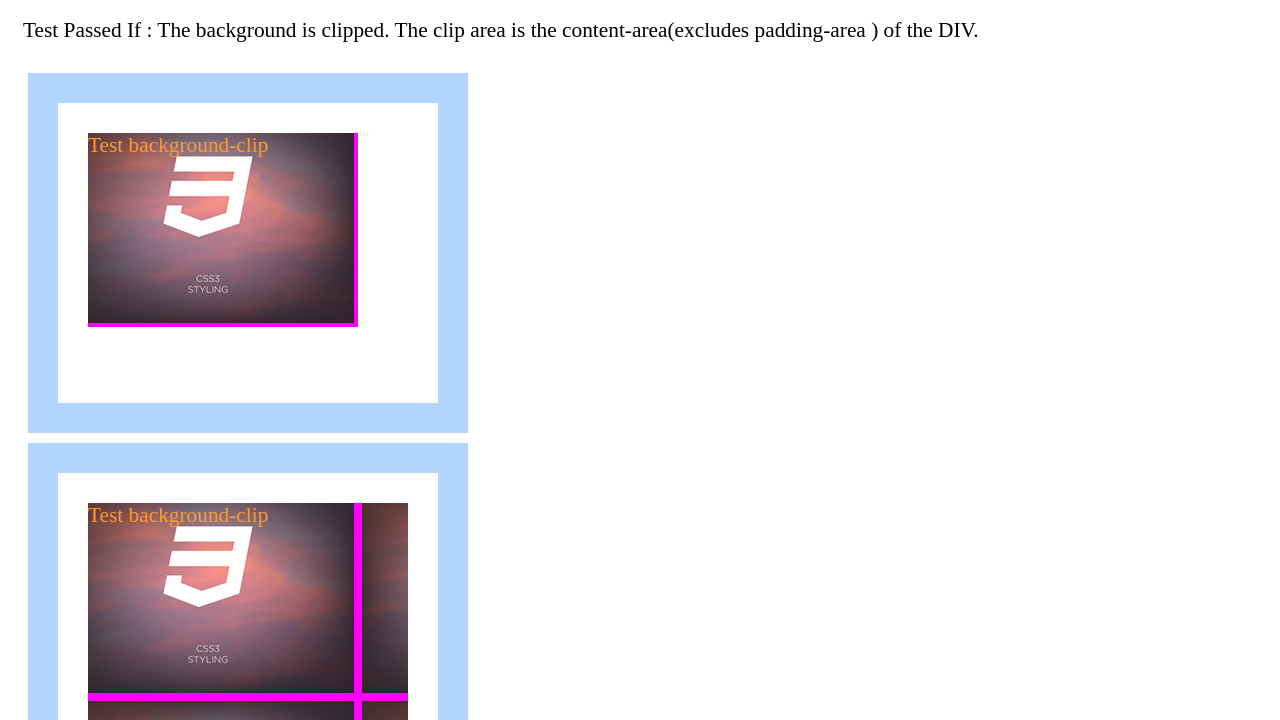 Test Passed If : The background is clipped. The clip area is the content-area(excludes padding-area ) of the DIV.
Test background-clip
CSS3
STYLING
Test background-clip
CSS3
STYLING